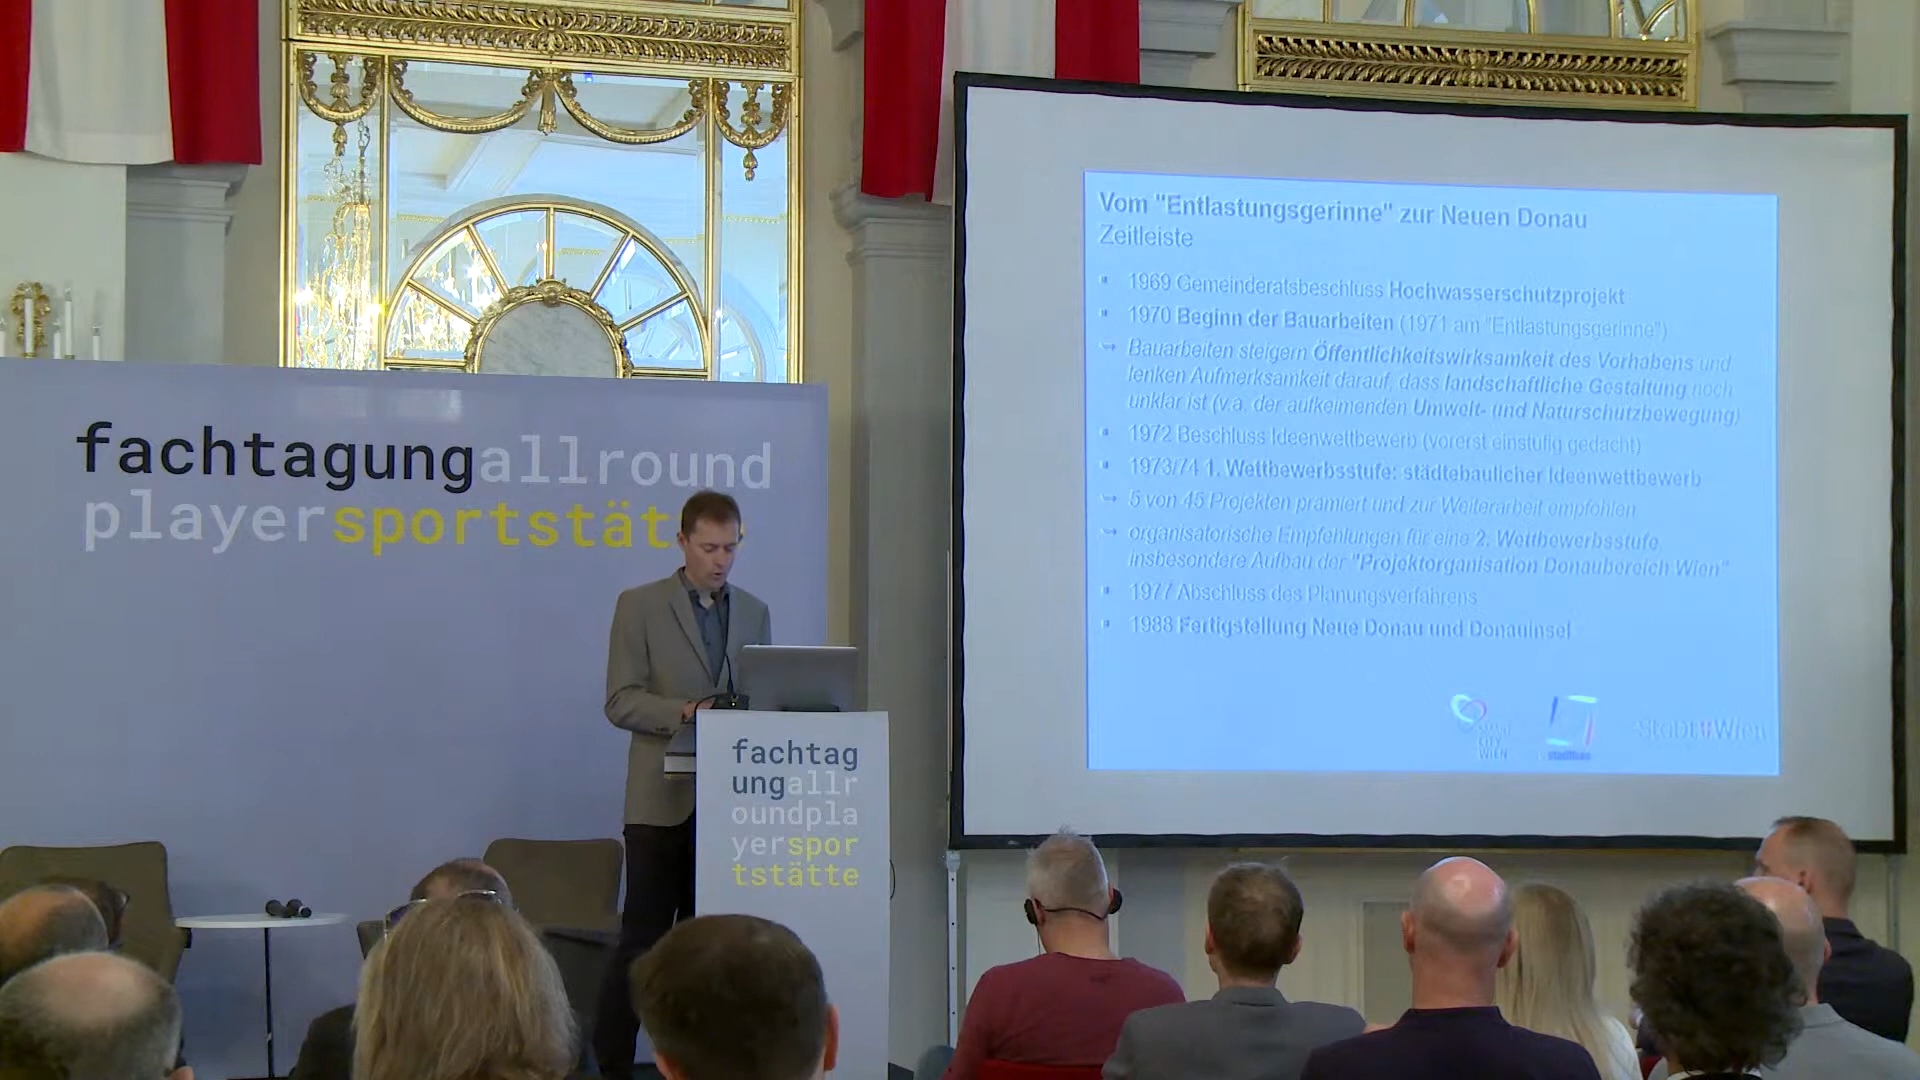 fachtagungallround
playersportstät
fachtag
ungallr
oundpla
yerspor
tstätte
Vom "Entlastungsgerinne" zur Neuen Donau
Zeitleiste
1969 Gemeinderatsbeschluss Hochwasserschutzprojekt
1970 Beginn der Bauarbeiten (1971 am "Entlastungsgerinne")
Bauarbeiten steigern Öffentlichkeitswirksamkeit des Vorhabens und
lenken Aufmerksamkeit darauf, dass landschaftliche Gestaltung noch
unklar ist (v.a. der aufkeimenden Umwelt- und Naturschutzbewegung)
1972 Beschluss Ideenwettbewerb (vorerst einstufig gedacht)
1973/74 1. Wettbewerbsstufe: städtebaulicher Ideenwettbewerb
5 von 45 Projekten prämiert und zur Weiterarbeit empfohlen
organisatorische Empfehlungen für eine 2. Wettbewerbsstufe,
insbesondere Aufbau der "Projektorganisation Donaubereich Wien"
1977 Abschluss des Planungsverfahrens
1988 Fertigstellung Neue Donau und Donauinsel
CITY
WIEN
StaDt Wien